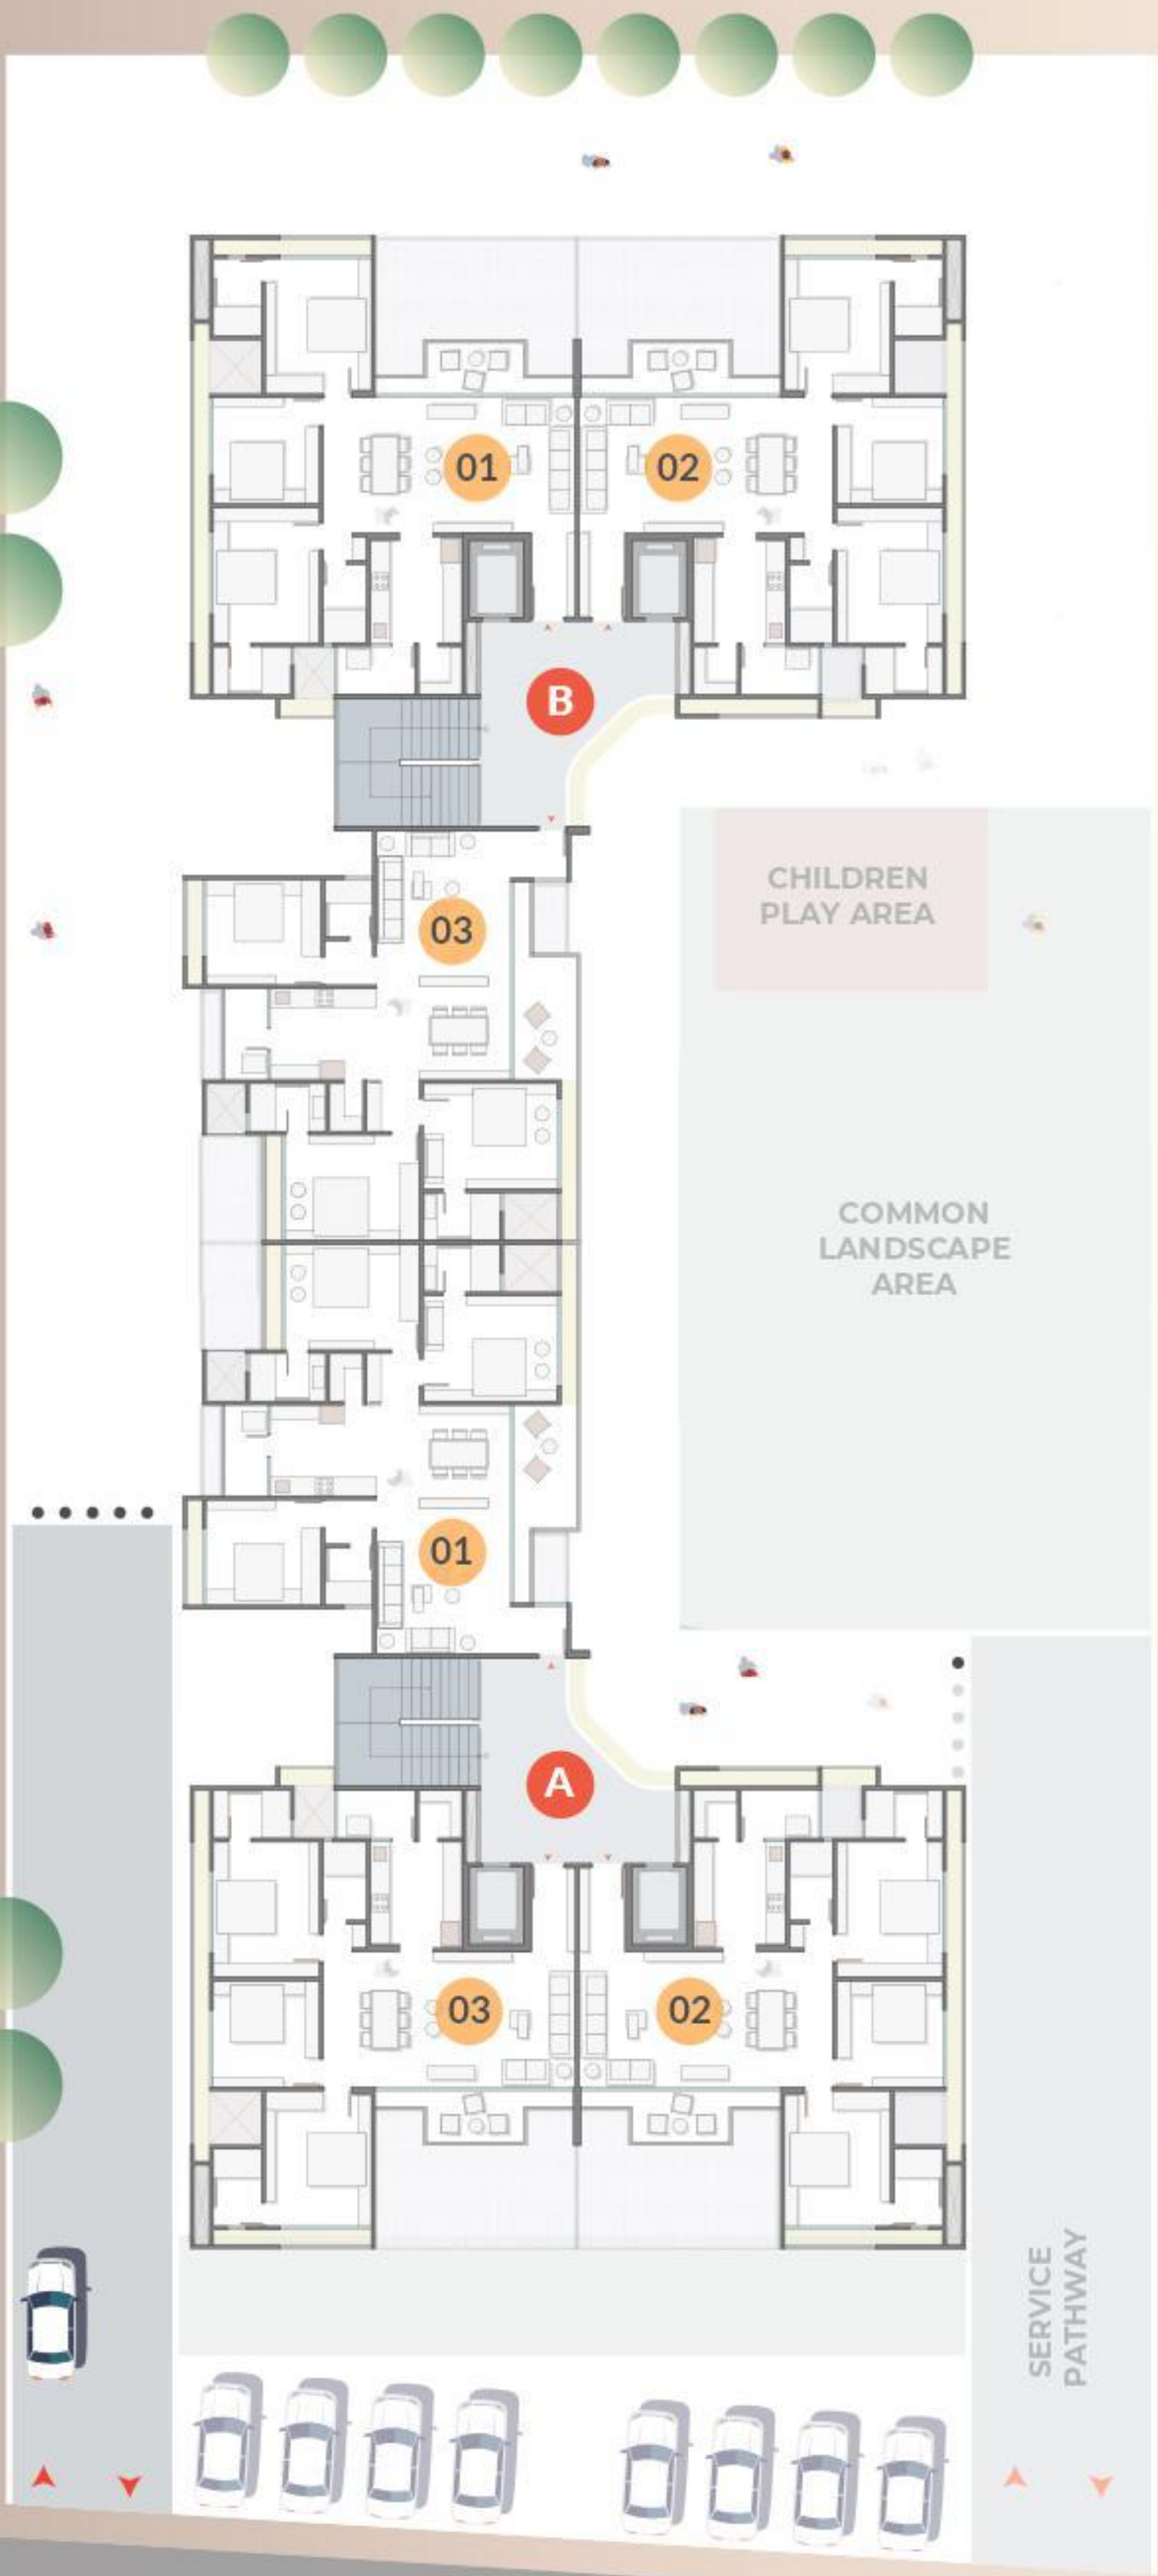 01
02
B
CHILDREN
PLAY AREA
03
COMMON
LANDSCAPE
AREA
01
A
03
02
SERVICE
PATHWAY